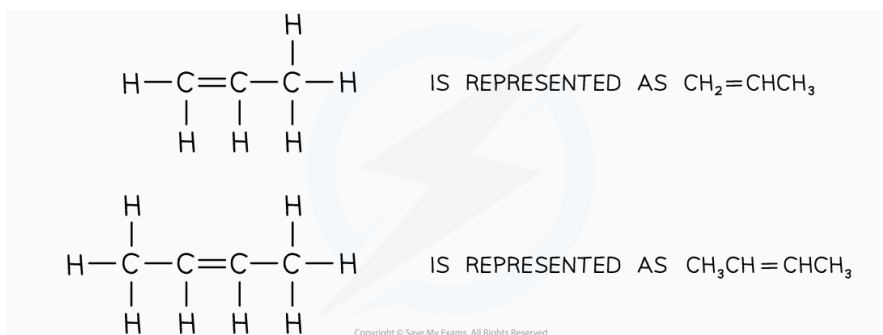 H
H—C=C—C—H IS REPRESENTED AS CH₂=CHCH₃
H H H
H H
H—C—C=C—C—H IS REPRESENTED AS CH₃CH=CHCH₃
H H H H
Copyright © Save My Exams. All Rights Reserved